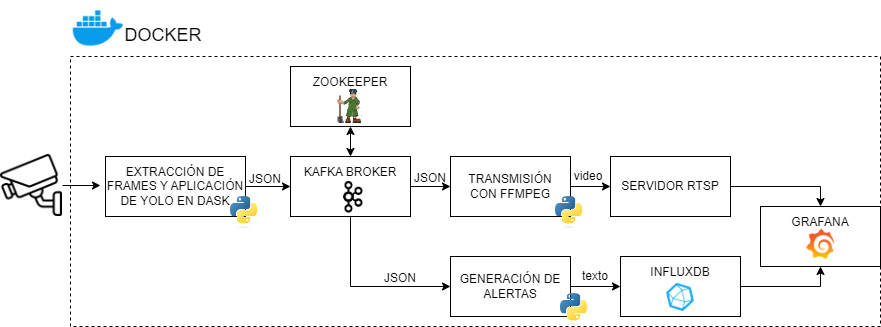 DOCKER
ZOOKEEPER
EXTRACCIÓN DE
FRAMES Y APLICACIÓN
DE YOLO EN DASK
JSON
KAFKA BROKER
JSON
TRANSMISIÓN
CON FFMPEG
video
SERVIDOR RTSP
GRAFANA
JSON
GENERACIÓN DE
ALERTAS
texto
INFLUXDB